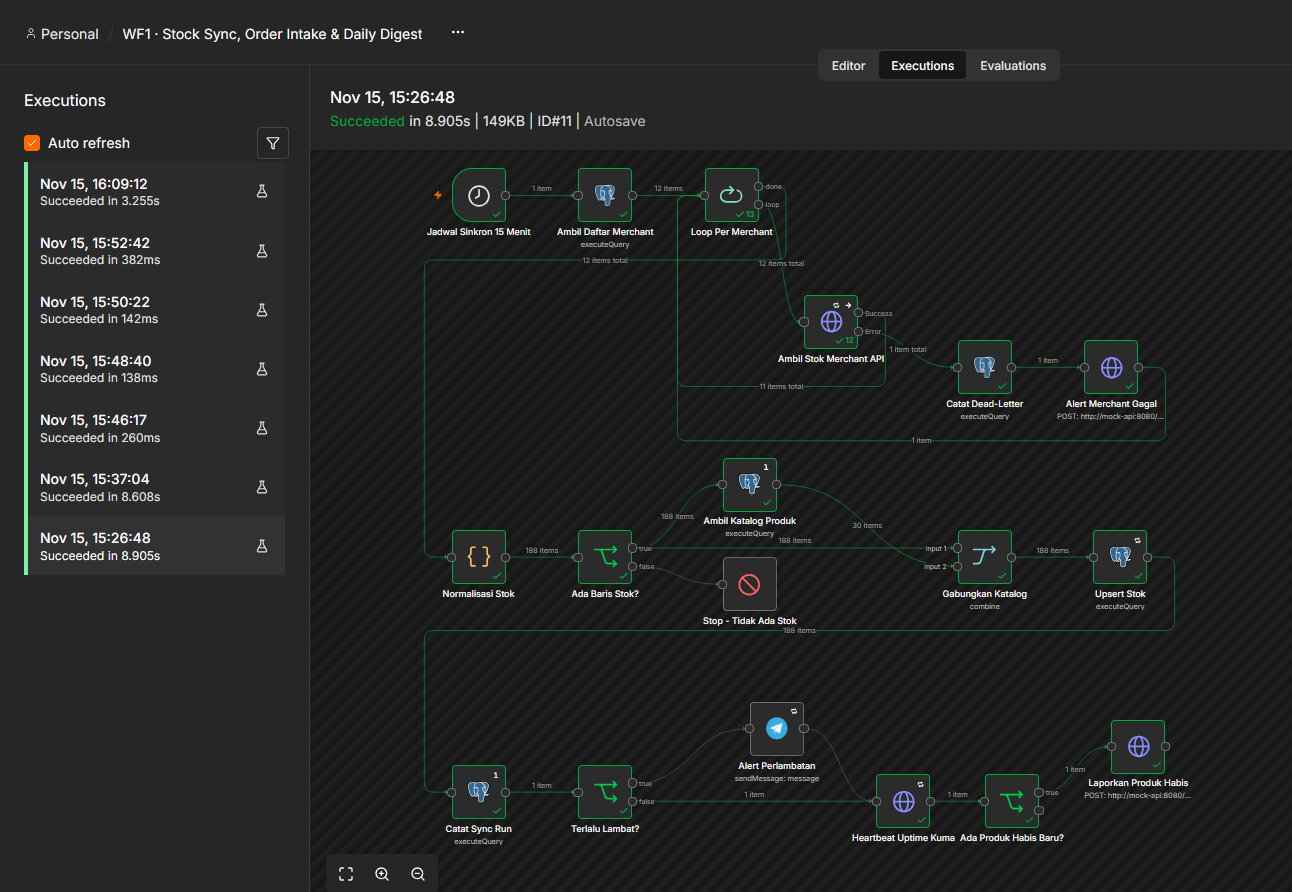 Personal / WF1 · Stock Sync, Order Intake & Daily Digest ...
Editor Executions Evaluations
Executions
Auto refresh
Nov 15, 16:09:12
Succeeded in 3.255s
Nov 15, 15:52:42
Succeeded in 382ms
Nov 15, 15:50:22
Succeeded in 142ms
Nov 15, 15:48:40
Succeeded in 138ms
Nov 15, 15:46:17
Succeeded in 260ms
Nov 15, 15:37:04
Succeeded in 8.608s
Nov 15, 15:26:48
Succeeded in 8.905s
Nov 15, 15:26:48
Succeeded in 8.905s | 149KB | ID#11 | Autosave
1 item
12 items
done
loop
13
Jadwal Sinkron 15 Menit
Ambil Daftar Merchant
executeQuery
Loop Per Merchant
12 items total
12 items total
Success
Error
12
Ambil Stok Merchant API
1 item total
11 items total
1 item
Catat Dead-Letter
executeQuery
Alert Merchant Gagal
POST: http://mock-api:8080/...
1 item
1
Ambil Katalog Produk
executeQuery
188 items
30 items
188 items
188 items
true
false
Input 1
Input 2
188 items
Normalisasi Stok
Ada Baris Stok?
Stop - Tidak Ada Stok
Gabungkan Katalog
combine
Upsert Stok
executeQuery
188 items
Alert Perlambatan
sendMessage: message
1
1 item
true
false
1 item
Catat Sync Run
executeQuery
Terlalu Lambat?
1 item
true
1 item
Heartbeat Uptime Kuma
Ada Produk Habis Baru?
Laporkan Produk Habis
POST: http://mock-api:8080/...